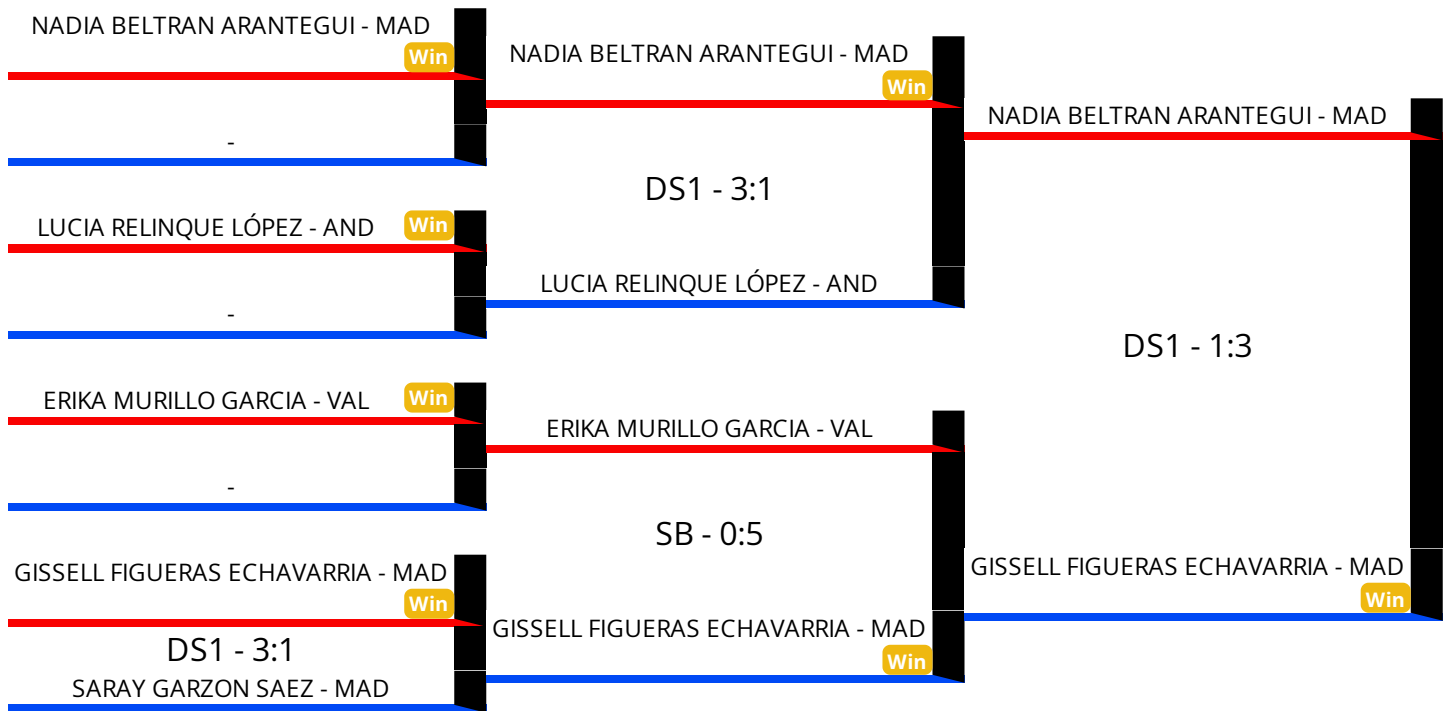 NADIA BELTRAN ARANTEGUI - MAD
Win
-
LUCIA RELINQUE LÓPEZ - AND
Win
-
ERIKA MURILLO GARCIA - VAL
Win
-
GISSELL FIGUERAS ECHAVARRIA - MAD
Win
DS1 - 3:1
SARAY GARZON SAEZ - MAD
NADIA BELTRAN ARANTEGUI - MAD
Win
DS1 - 3:1
LUCIA RELINQUE LÓPEZ - AND
ERIKA MURILLO GARCIA - VAL
SB - 0:5
GISSELL FIGUERAS ECHAVARRIA - MAD
Win
NADIA BELTRAN ARANTEGUI - MAD
DS1 - 1:3
GISSELL FIGUERAS ECHAVARRIA - MAD
Win